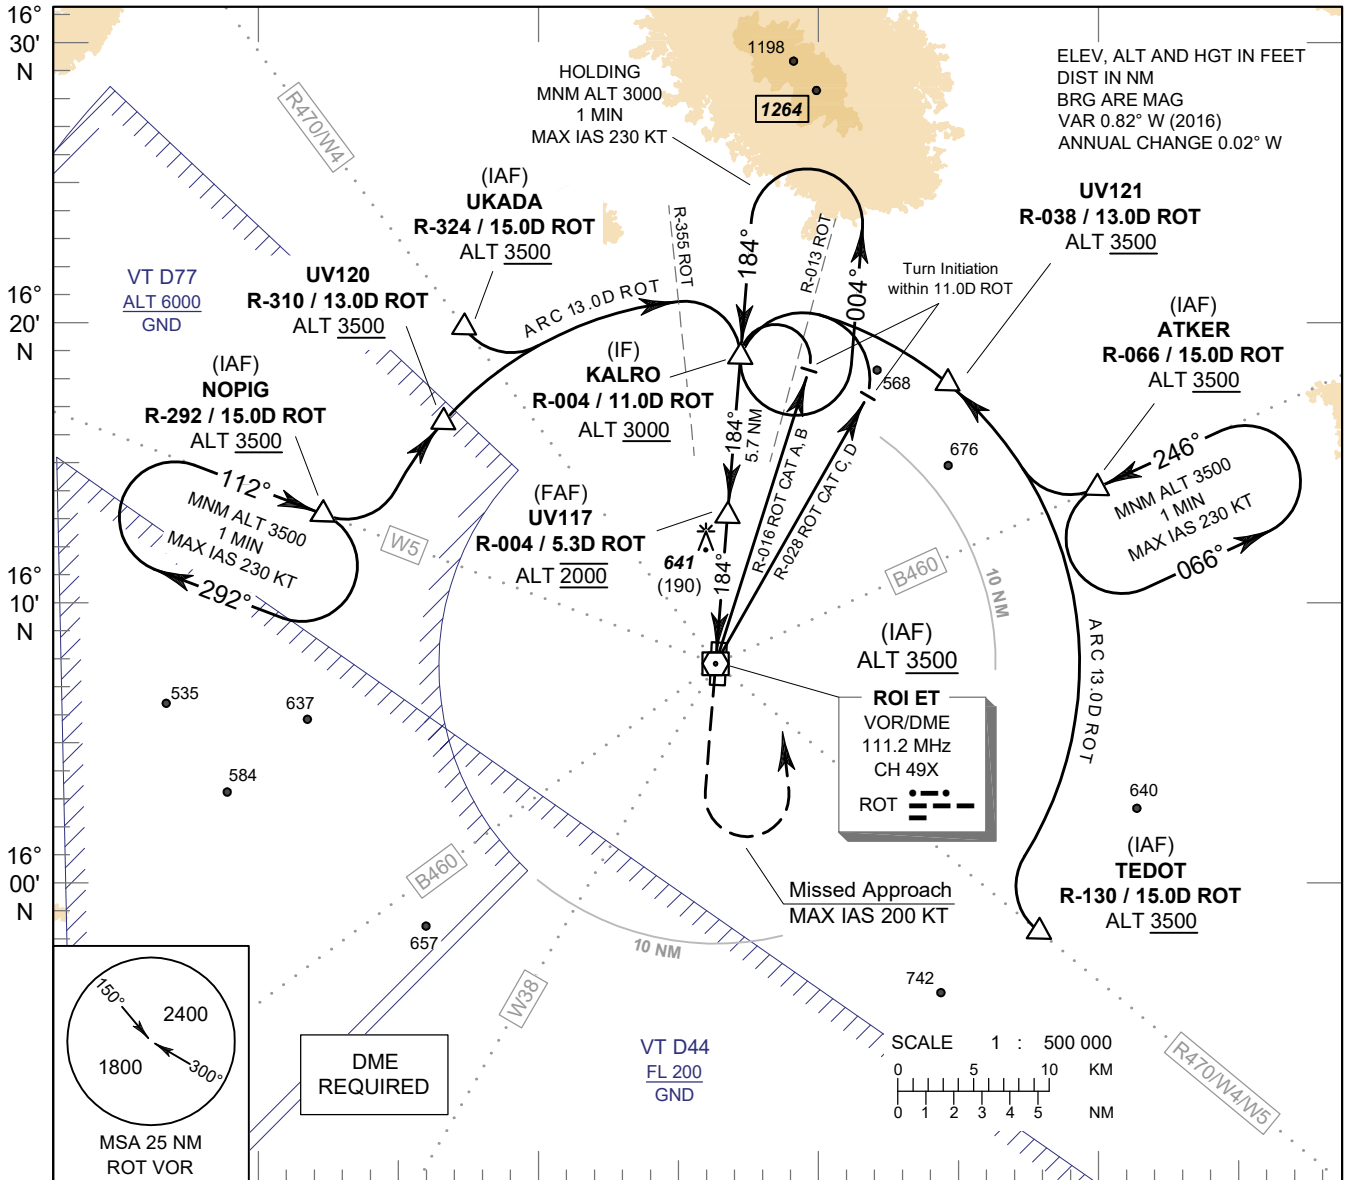 16°
30'
N
16°
20'
N
16°
10'
N
16°
00'
N
HOLDING
MNM ALT 3000
1 MIN
MAX IAS 230 KT
1198
1264
ELEV, ALT AND HGT IN FEET
DIST IN NM
BRG ARE MAG
VAR 0.82° W (2016)
ANNUAL CHANGE 0.02° W
R470/W4
(IAF)
UKADA
R-324 / 15.0D ROT
ALT 3500
UV121
R-038 / 13.0D ROT
ALT 3500
VT D77
ALT 6000
GND
UV120
R-310 / 13.0D ROT
ALT 3500
R-355 ROT
184°
R-013 ROT
004°
Turn Initiation
within 11.0D ROT
ARC 13.0D ROT
(IAF)
ATKER
R-066 / 15.0D ROT
ALT 3500
(IAF)
NOPIG
R-292 / 15.0D ROT
ALT 3500
(IF)
KALRO
R-004 / 11.0D ROT
ALT 3000
568
184°
5.7 NM
R-016 ROT CAT A, B
R-028 ROT CAT C, D
676
112°
MNM ALT 3500
1 MIN
MAX IAS 230 KT
292°
246°
MNM ALT 3500
1 MIN
MAX IAS 230 KT
066°
(FAF)
UV117
R-004 / 5.3D ROT
ALT 2000
W5
641
(190)
184°
B460
10 NM
(IAF)
ALT 3500
ROI ET
VOR/DME
111.2 MHz
CH 49X
ROT
ARC 13.0D ROT
535
637
584
640
(IAF)
TEDOT
R-130 / 15.0D ROT
ALT 3500
B460
657
Missed Approach
MAX IAS 200 KT
10 NM
W38
742
150°
2400
1800
300°
MSA 25 NM
ROT VOR
DME
REQUIRED
VT D44
FL 200
GND
SCALE 1 : 500 000
0 5 10 KM
0 1 2 3 4 5 NM
R470/W4/W5